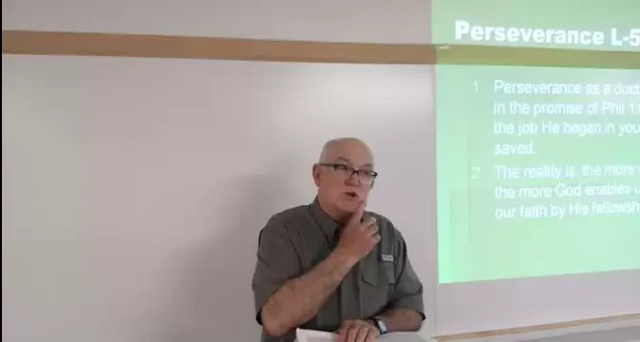 Perseverance L-5
1. Perseverance as a doct
in the promise of Phil 1:
the job He began in you
saved.
2. The reality is, the more
the more God enables
our faith by His fellowsh